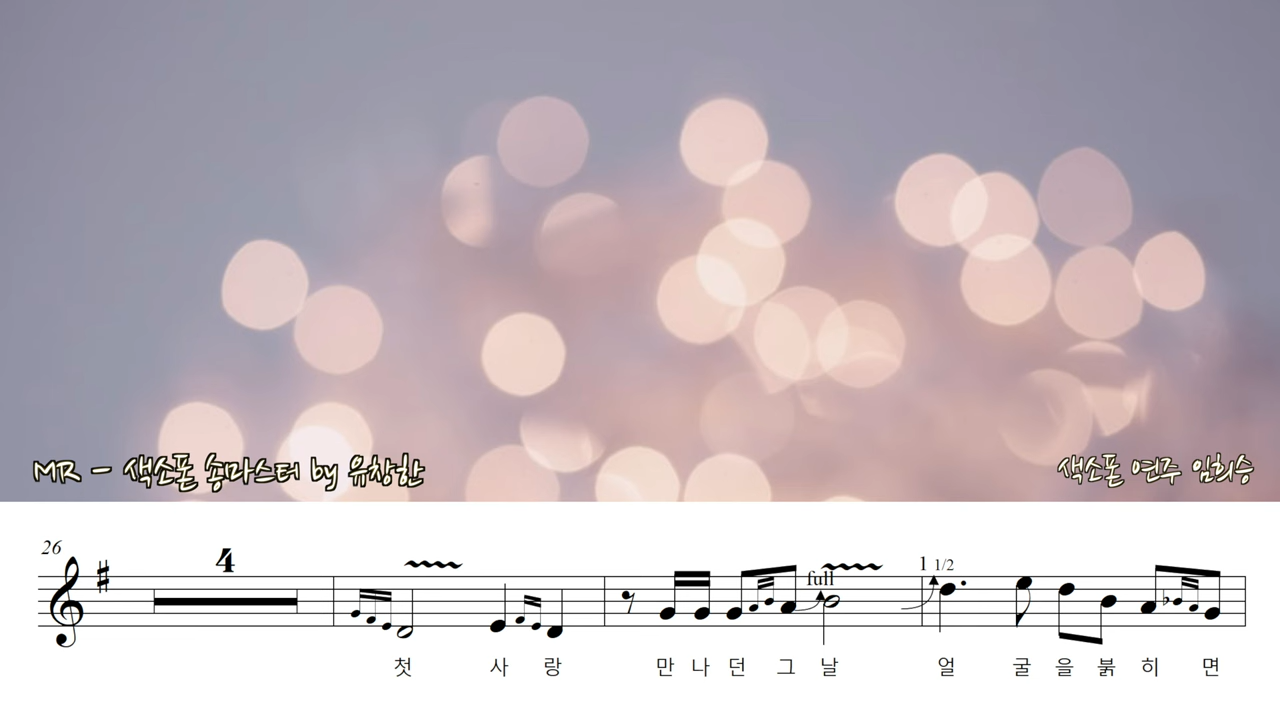 MR - 색소폰 송마스터 by 유창한
색소폰 연주 임희승
26
4
full
1 1/2
첫 사 랑 만 나 던 그 날 얼 굴 을 붉 히 면